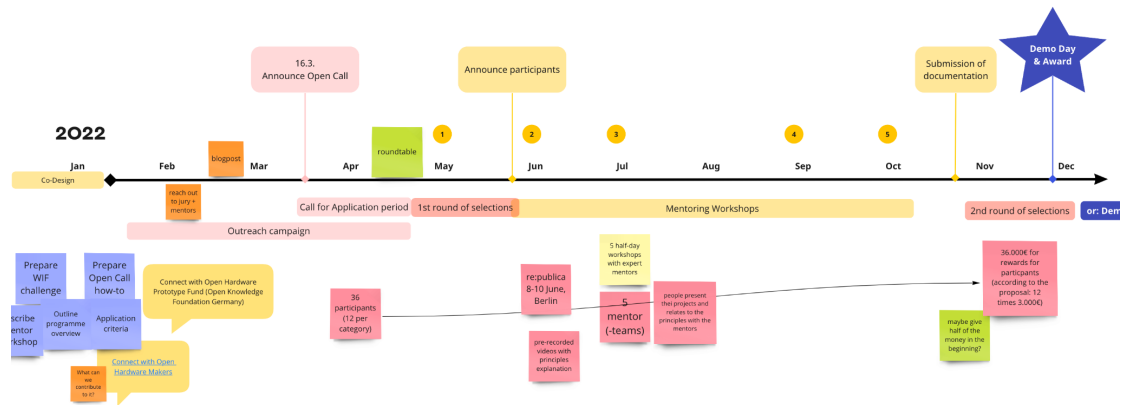 Demo Day
& Award
16.3.
Announce Open Call
Announce participants
Submission of
documentation
2022
1
2
3
4
5
blogpost
roundtable
Jan
Feb
Mar
Apr
May
Jun
Jul
Aug
Sep
Oct
Nov
Dec
Co-Design
reach out
to jury +
mentors
Call for Application period
1st round of selections
Mentoring Workshops
2nd round of selections
or: Dem
Outreach campaign
Prepare
WIF
challenge
Prepare
Open Call
how-to
Connect with Open Hardware
Prototype Fund (Open Knowledge
Foundation Germany)
scribe
entor
kshop
Outline
programme
overview
Application
criteria
What can
we
contribute
to it?
Connect with Open
Hardware Makers
36
participants
(12 per
category)
re:publica
8-10 June,
Berlin
pre-recorded
videos with
principles
explanation
5 half-day
workshops
with expert
mentors
5
mentor
(-teams)
people present
thei projects and
relates to the
principles with the
mentors
36.000€ for
rewards for
particpants
(according to
the proposal: 12
times 3.000€)
maybe give
half of the
money in the
beginning?